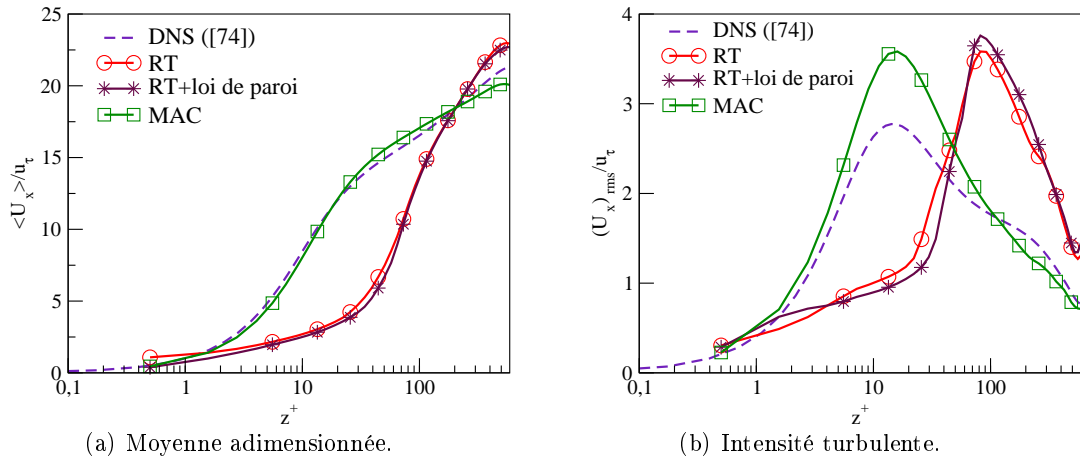 25
20
15
10
5
0
<U_x>/u_τ
0,1 1 10 100
z^+
DNS ([74])
RT
RT+loi de paroi
MAC
(a) Moyenne adimensionnée.
4
3
2
1
0
(U_x)_rms/u_τ
0,1 1 10 100
z^+
DNS ([74])
RT
RT+loi de paroi
MAC
(b) Intensité turbulente.